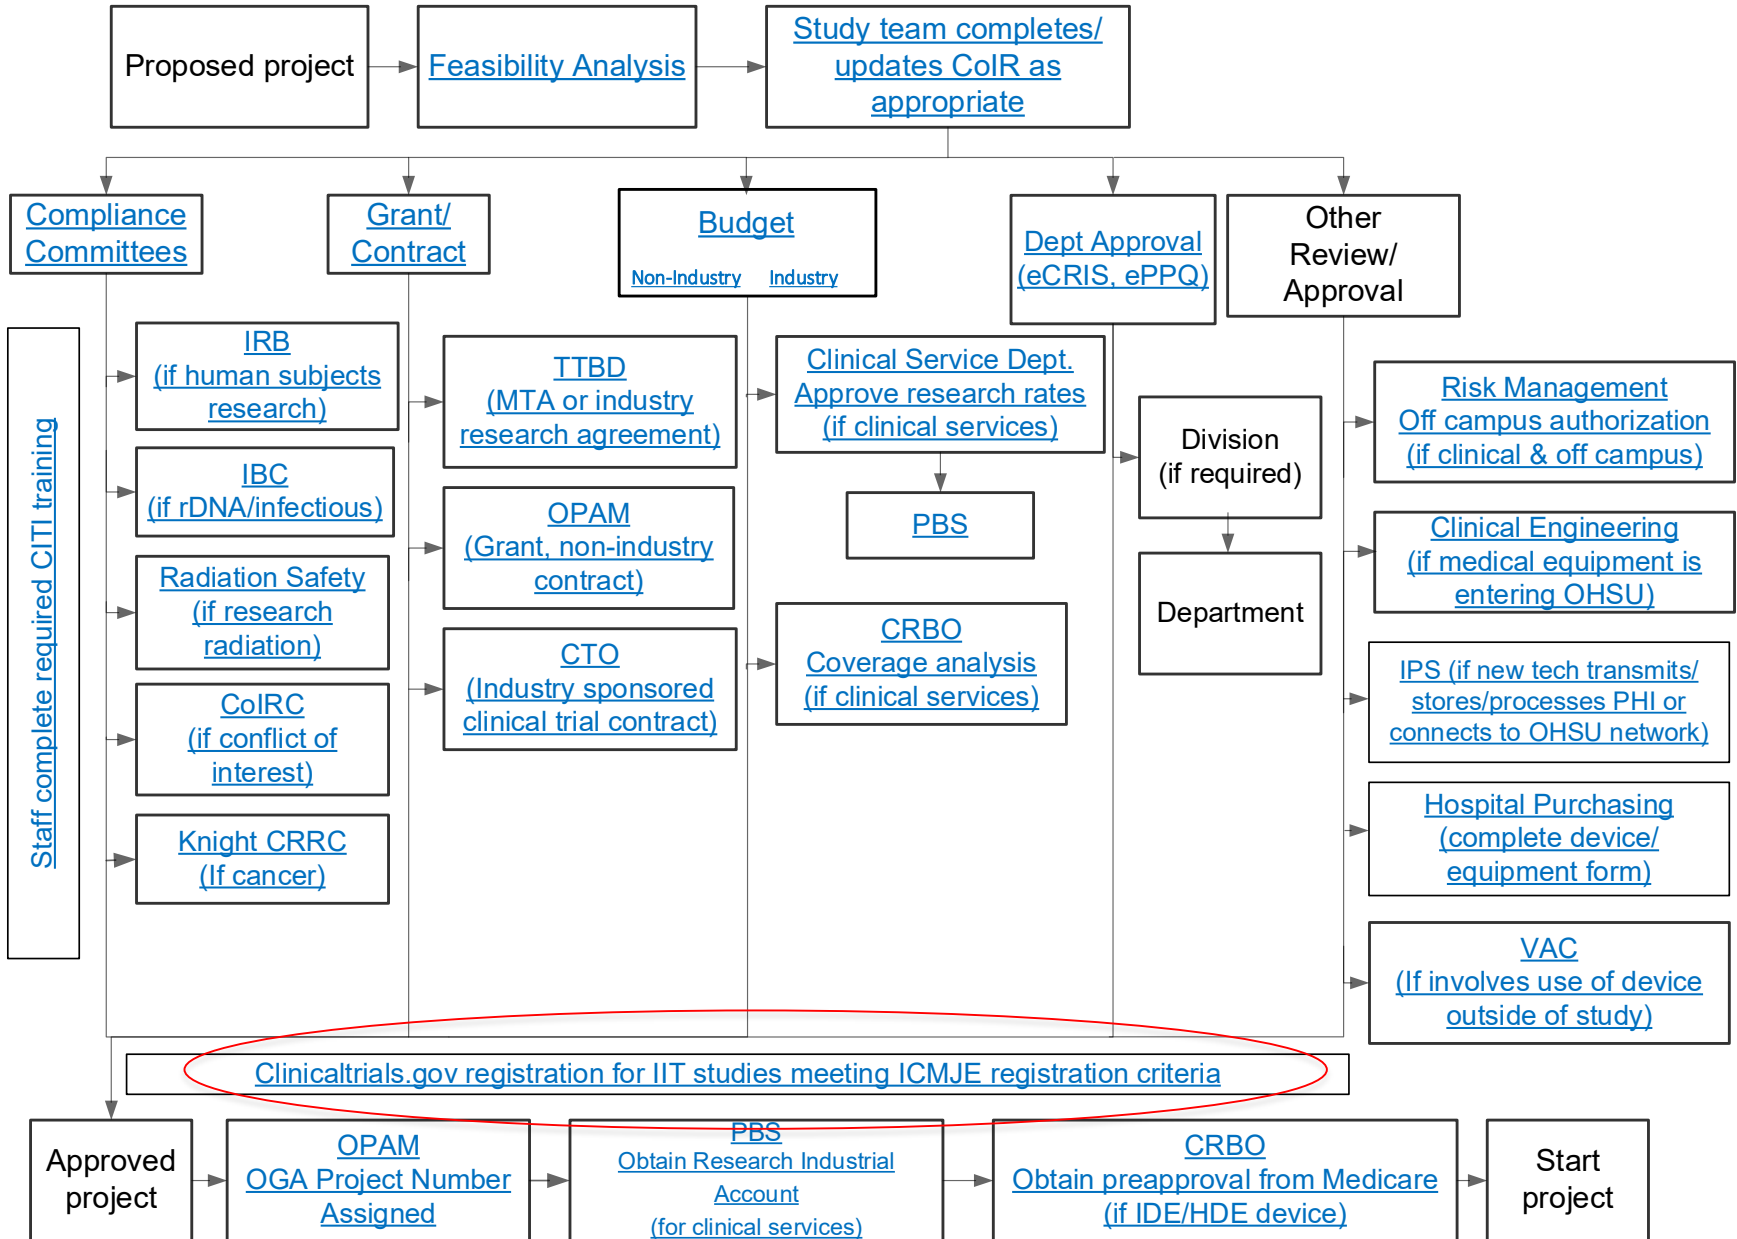 Proposed project
Feasibility Analysis
Study team completes/
updates CoIR as
appropriate
Compliance
Committees
Grant/
Contract
Budget
Non-Industry Industry
Dept Approval
(eCRIS, ePPQ)
Other
Review/
Approval
Staff complete required CITI training
IRB
(if human subjects
research)
IBC
(if rDNA/infectious)
Radiation Safety
(if research
radiation)
CoIRC
(if conflict of
interest)
Knight CRRC
(If cancer)
TTBD
(MTA or industry
research agreement)
OPAM
(Grant, non-industry
contract)
CTO
(Industry sponsored
clinical trial contract)
Clinical Service Dept.
Approve research rates
(if clinical services)
PBS
CRBO
Coverage analysis
(if clinical services)
Division
(if required)
Department
Risk Management
Off campus authorization
(if clinical & off campus)
Clinical Engineering
(if medical equipment is
entering OHSU)
IPS (if new tech transmits/
stores/processes PHI or
connects to OHSU network)
Hospital Purchasing
(complete device/
equipment form)
VAC
(If involves use of device
outside of study)
Clinicaltrials.gov registration for IIT studies meeting ICMJE registration criteria
Approved
project
OPAM
OGA Project Number
Assigned
PBS
Obtain Research Industrial
Account
(for clinical services)
CRBO
Obtain preapproval from Medicare
(if IDE/HDE device)
Start
project